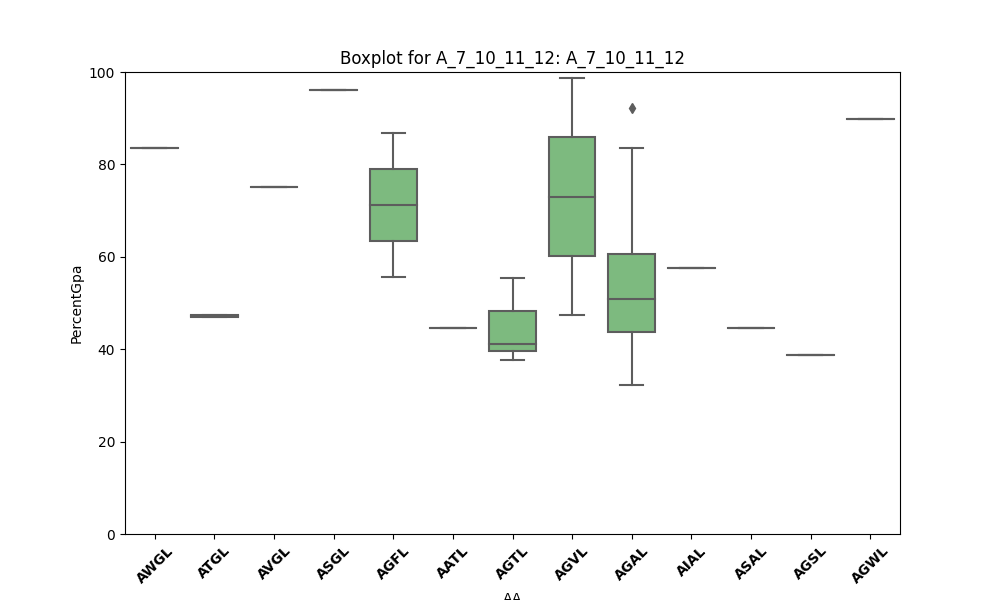 Boxplot for A_7_10_11_12: A_7_10_11_12
PercentGpa
100
80
60
40
20
0
AWGL ATGL AVGL ASGL AGFL AATL AGTL AGVL AGAL AIAL ASAL AGSL AGWL
AA